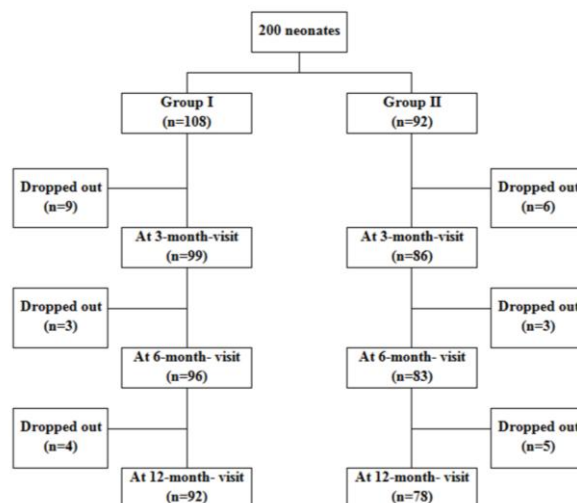 200 neonates
Group I
(n=108)
Group II
(n=92)
Dropped out
(n=9)
Dropped out
(n=6)
At 3-month-visit
(n=99)
At 3-month-visit
(n=86)
Dropped out
(n=3)
Dropped out
(n=3)
At 6-month- visit
(n=96)
At 6-month- visit
(n=83)
Dropped out
(n=4)
Dropped out
(n=5)
At 12-month- visit
(n=92)
At 12-month- visit
(n=78)